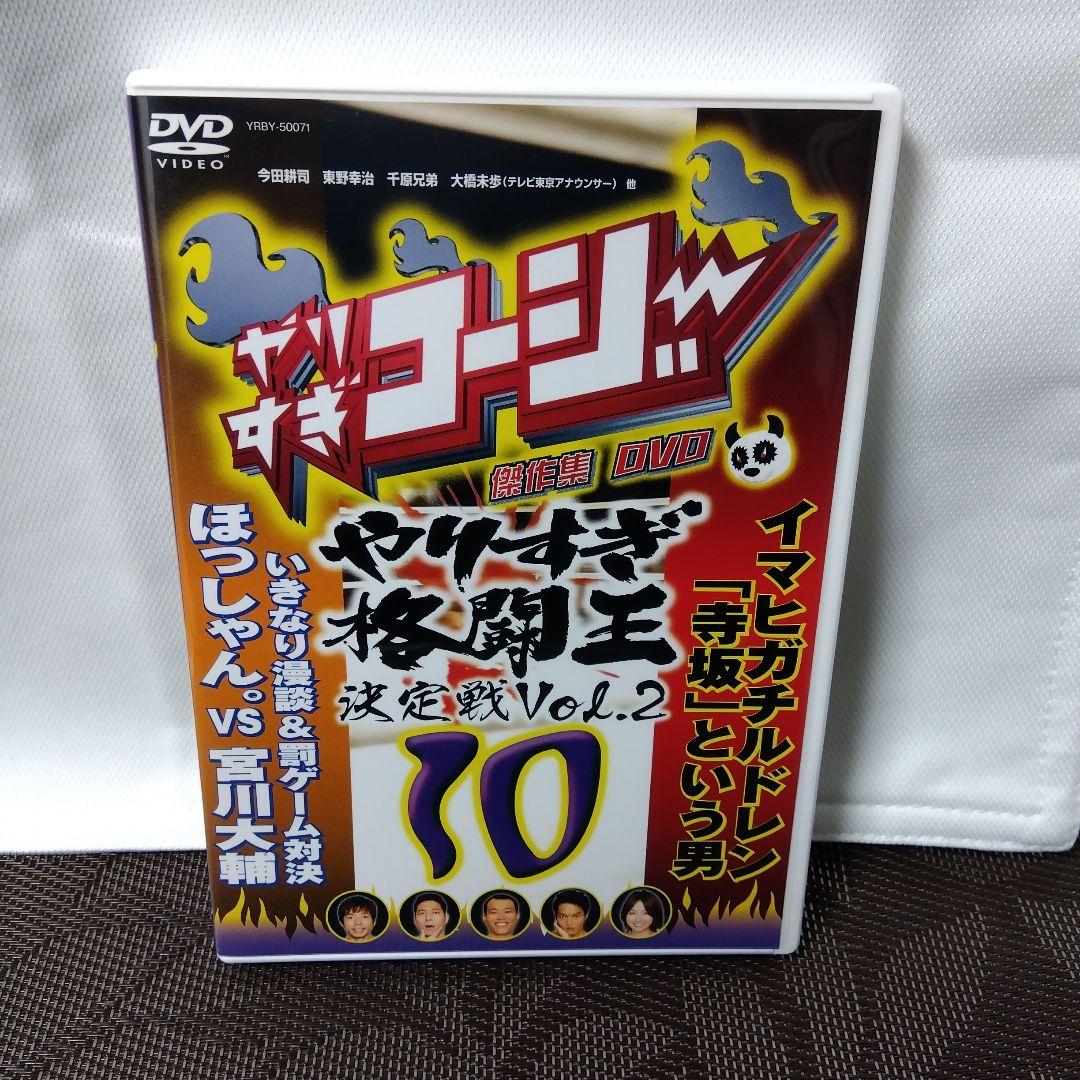 DVD
VIDEO
YRBY-50071
今田耕司 東野幸治 千原兄弟 大橋未歩(テレビ東京アナウンサー) 他
やりすぎコージー
傑作集 DVD
イマヒガチルドレン
「寺坂」という男
やりすぎ
格闘王
決定戦Vol.2
10
いきなり漫談&罰ゲーム対決
ほっしゃん。VS 宮川大輔